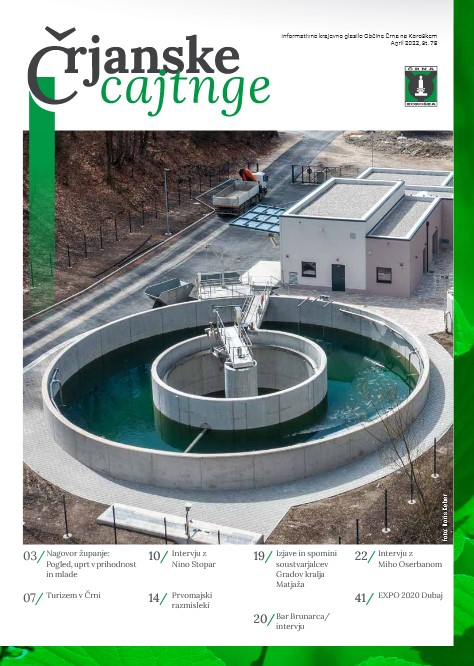 Črjanske
cajtnge
Informativno krajevno glasilo Občine Črna na Koroškem
April 2022, št. 78
ČRNA
KOROŠKA
Foto:
03/ Nagovor županje:
Pogled, uprt v prihodnost
in mlade
07/ Turizem v Črni
10/ Intervju z
Nino Stopar
14/ Prvomajski
razmisleki
19/ Izjave in spomini
soustvarjalcev
Gradov kralja
Matjaža
20/ Bar Brunarca/
intervju
22/ Intervju z
Miho Oserbanom
41/ EXPO 2020 Dubaj